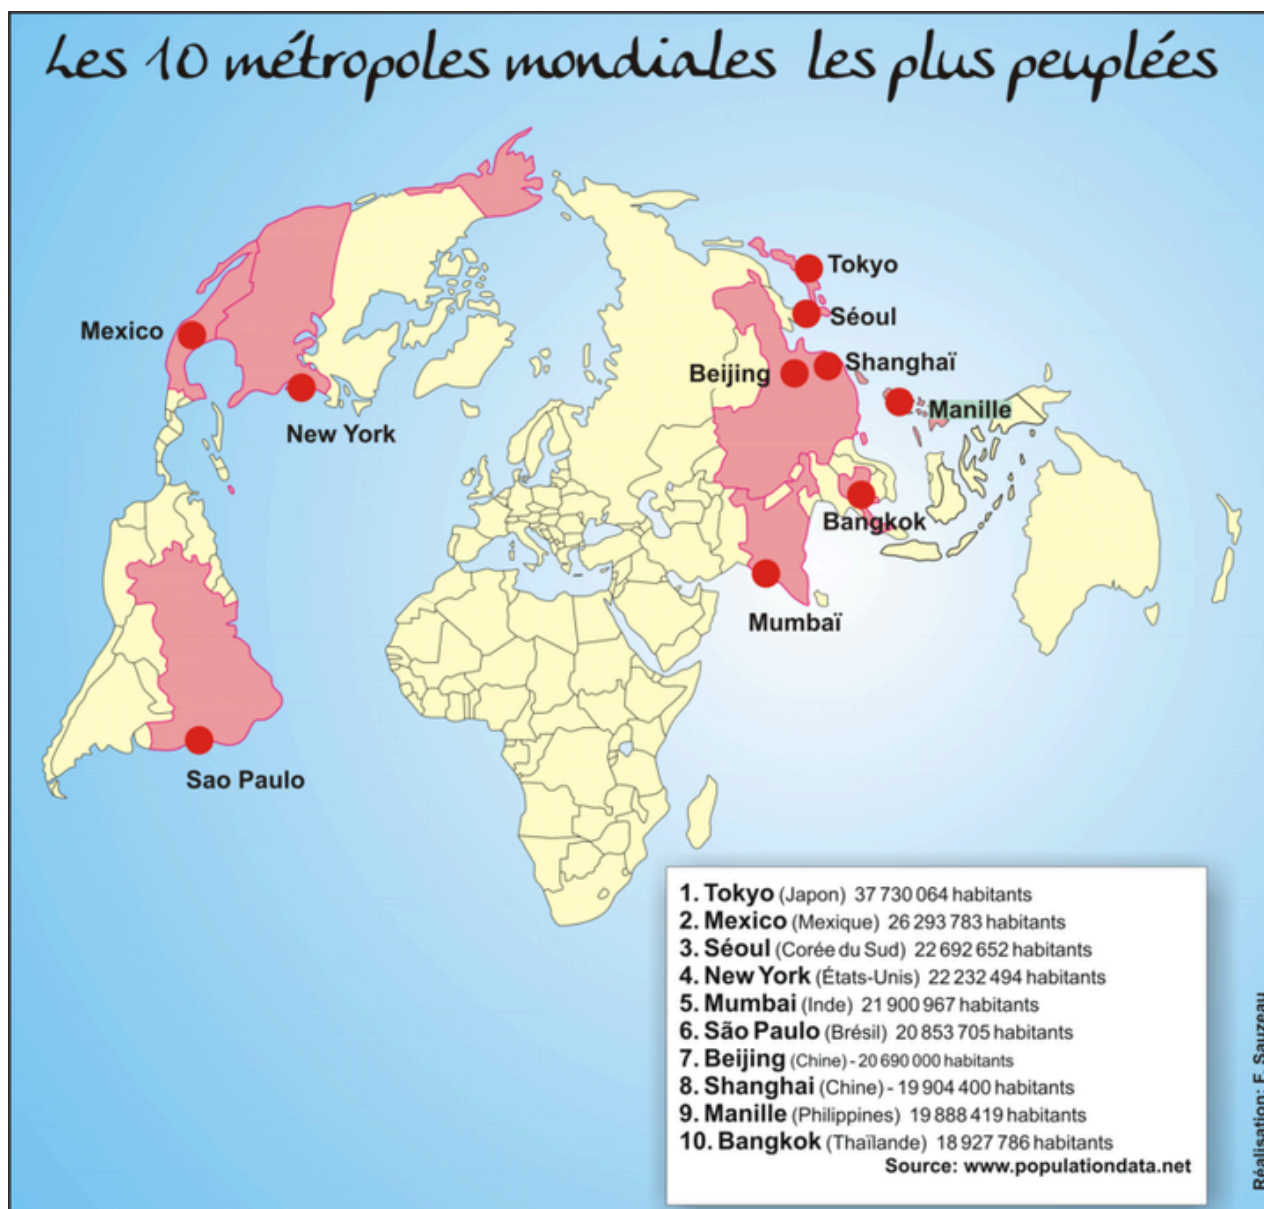 Les 10 métropoles mondiales les plus peuplées
Tokyo
Séoul
Mexico
Shanghaï
Beijing
New York
Manille
Bangkok
Mumbaï
Sao Paulo
1. Tokyo (Japon) 37 730 064 habitants
2. Mexico (Mexique) 26 293 783 habitants
3. Séoul (Corée du Sud) 22 692 652 habitants
4. New York (États-Unis) 22 232 494 habitants
5. Mumbai (Inde) 21 900 967 habitants
6. São Paulo (Brésil) 20 853 705 habitants
7. Beijing (Chine) - 20 690 000 habitants
8. Shanghai (Chine) - 19 904 400 habitants
9. Manille (Philippines) 19 888 419 habitants
10. Bangkok (Thaïlande) 18 927 786 habitants
Source: www.populationdata.net
Réalisation: F. Sauzeau